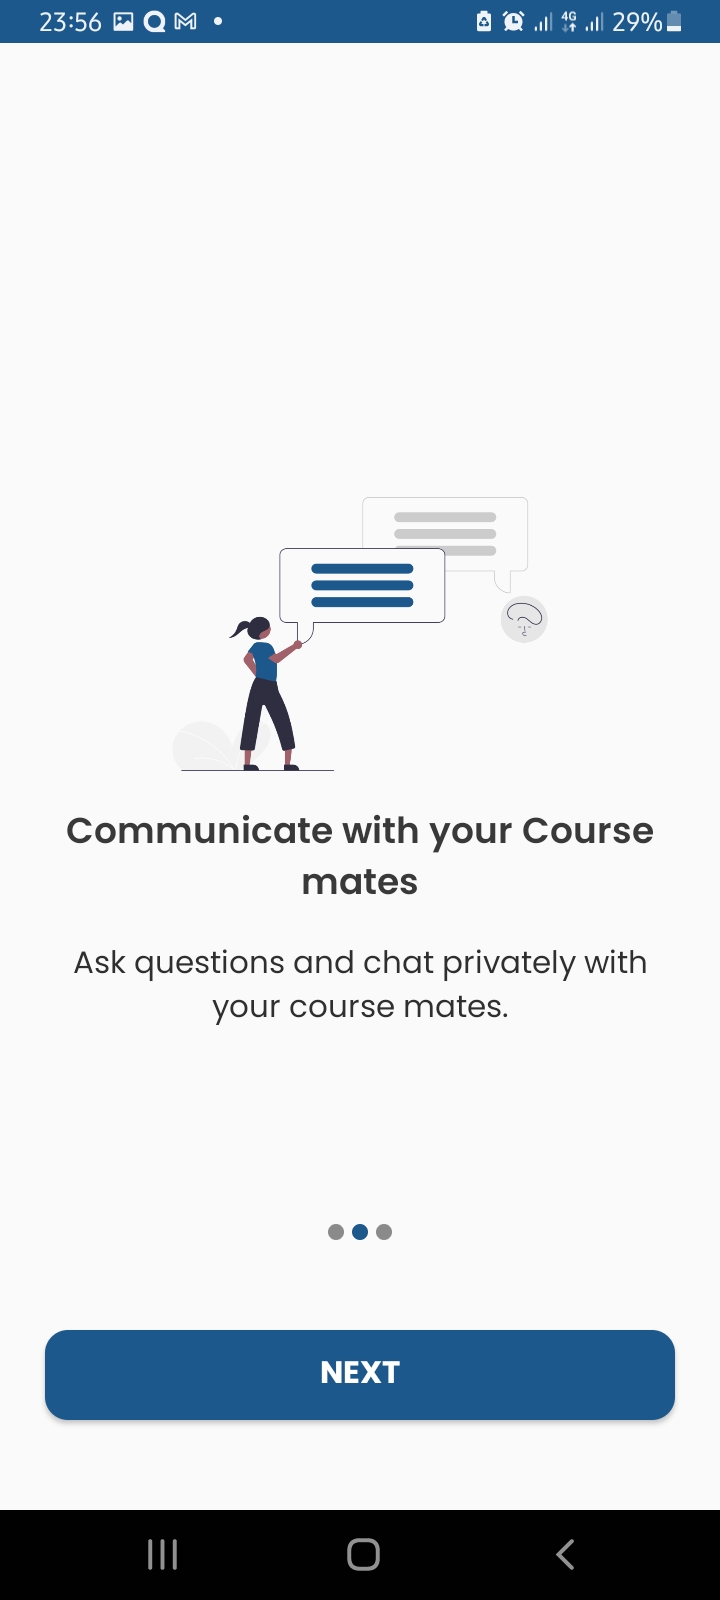 23:56 4G 29%
Communicate with your Course
mates
Ask questions and chat privately with
your course mates.
NEXT